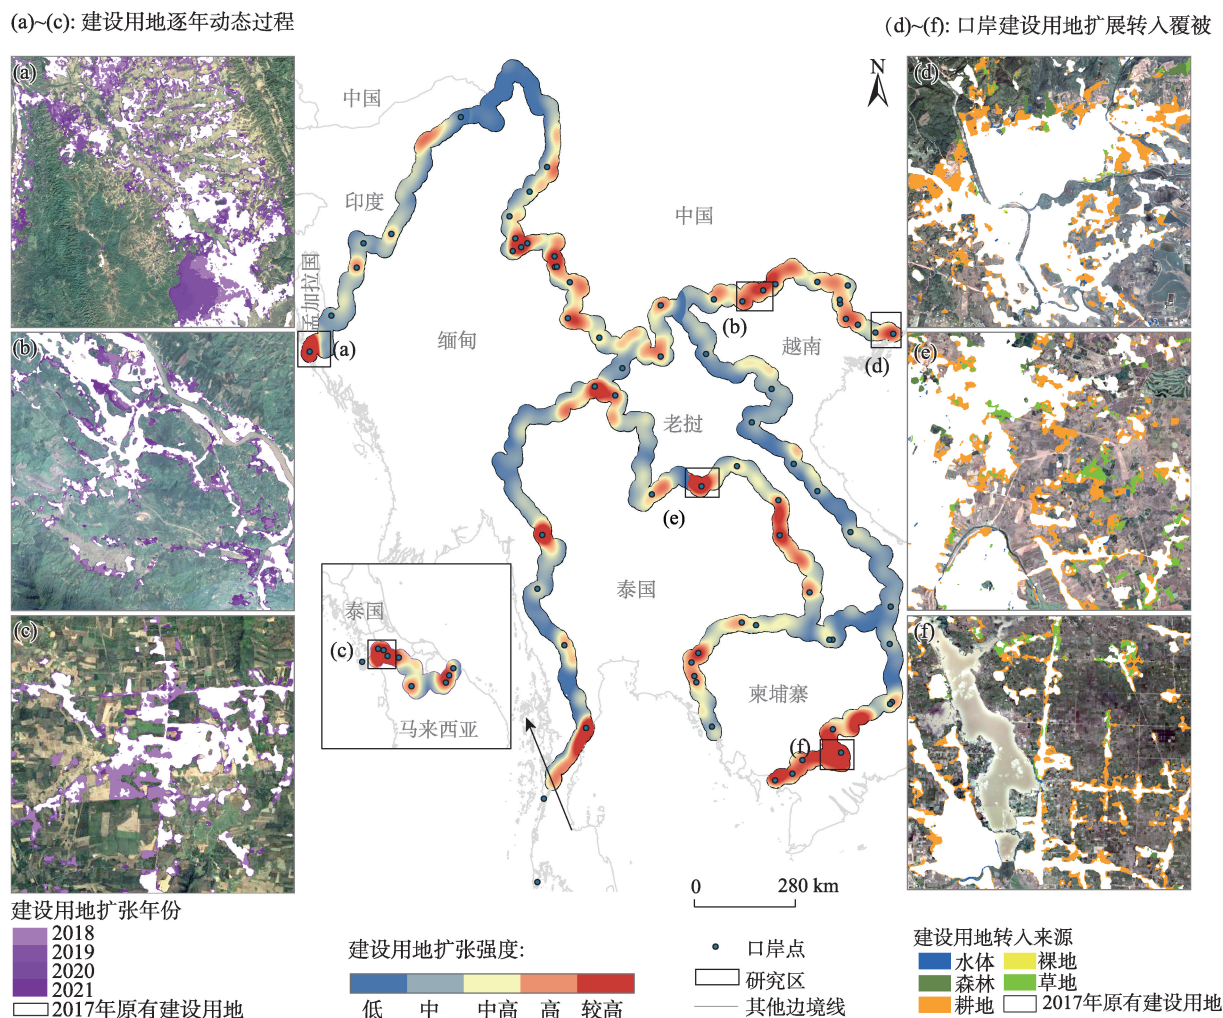 (a)~(c): 建设用地逐年动态过程
(d)~(f): 口岸建设用地扩展转入覆被
(a)
(b)
(c)
N
中国
印度
孟加拉国
缅甸
中国
越南
老挝
泰国
柬埔寨
(a)
(b)
(d)
(e)
(f)
泰国
(c)
马来西亚
(d)
(e)
(f)
建设用地扩张年份
2018
2019
2020
2021
2017年原有建设用地
建设用地扩张强度:
低 中 中高 高 较高
0 280 km
口岸点
研究区
其他边境线
建设用地转入来源
水体 裸地
森林 草地
耕地 2017年原有建设用地